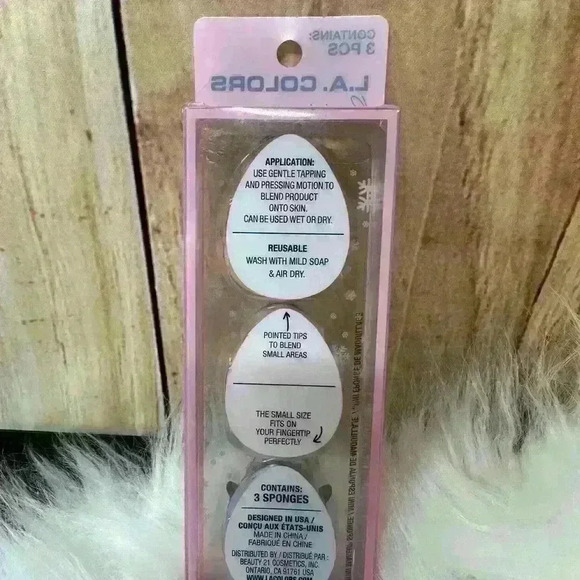 CONTAINS:
3 PCS
L.A. COLORS
APPLICATION:
USE GENTLE TAPPING
AND PRESSING MOTION TO
BLEND PRODUCT
ONTO SKIN.
CAN BE USED WET OR DRY.
REUSABLE
WASH WITH MILD SOAP
& AIR DRY.
POINTED TIPS
TO BLEND
SMALL AREAS
THE SMALL SIZE
FITS ON
YOUR FINGERTIP
PERFECTLY
CONTAINS:
3 SPONGES
DESIGNED IN USA /
CONÇU AUX ÉTATS-UNIS
MADE IN CHINA /
FABRIQUÉ EN CHINE
DISTRIBUTED BY / DISTRIBUÉ PAR :
BEAUTY 21 COSMETICS, INC.
ONTARIO, CA 91761 USA
WWW.LACOLORS.COM